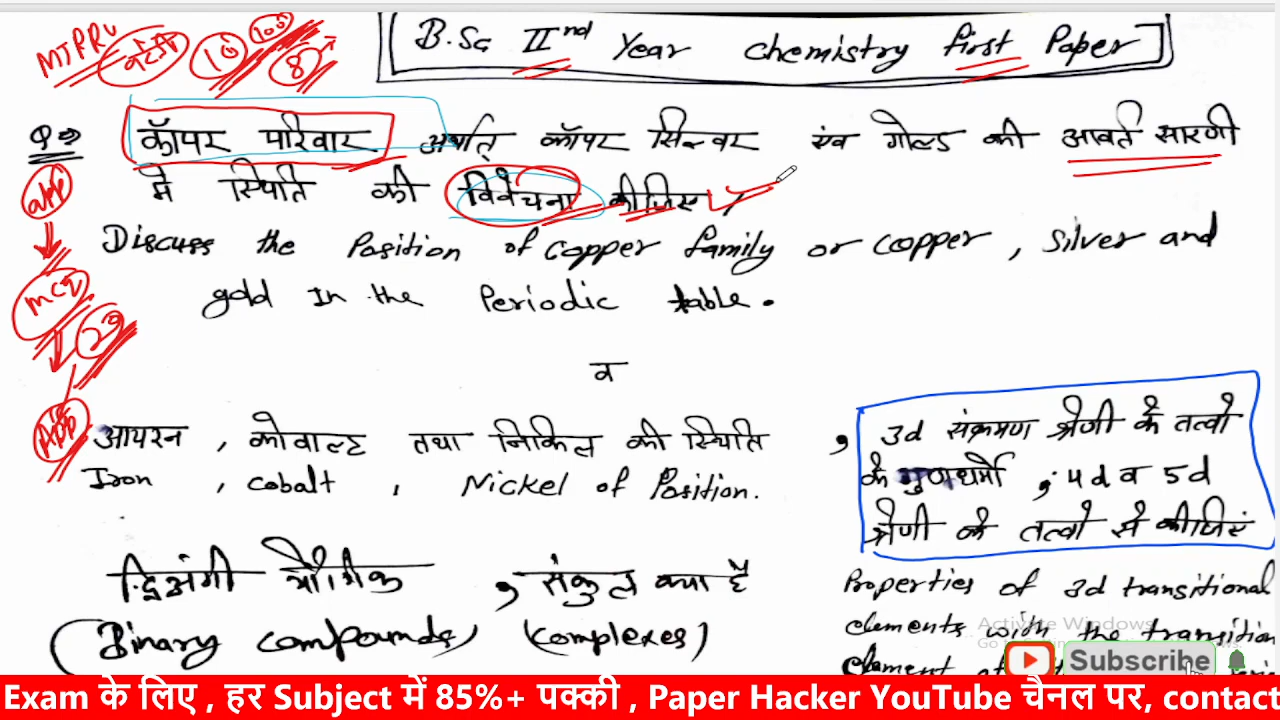 MJPRU
B.Sc IInd Year chemistry first Paper
Q ⇒ कॉपर परिवार अर्थात् कॉपर सिल्वर एंव गोल्ड की आवर्त सारणी
में स्थिति की विवेचना कीजिए
Discuss the Position of Copper family or Copper, Silver and
gold In the Periodic table.
व
आयरन , कोवाल्ट तथा निकिल की स्थिति ,
Iron , cobalt , Nickel of Position.
3d संक्रमण श्रेणी के तत्वो
के गुणधर्मो , 4d व 5d
श्रेणी के तत्वो से कीजिएं
द्विअंगी यौगिक , संकुल क्या है
(Binary compounds) (complexes)
Properties of 3d transitional
elements with the transition
Activate Windows
Subscribe
mcq
29
10
100
8
Exam के लिए , हर Subject में 85%+ पक्की , Paper Hacker YouTube चैनल पर, contact